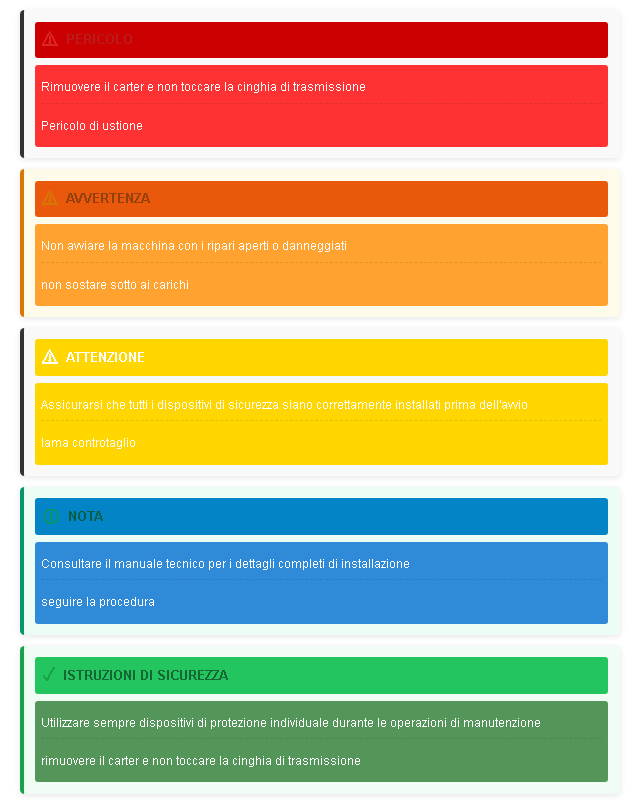 PERICOLO
Rimuovere il carter e non toccare la cinghia di trasmissione
Pericolo di ustione
AVVERTENZA
Non avviare la macchina con i ripari aperti o danneggiati
non sostare sotto ai carichi
ATTENZIONE
Assicurarsi che tutti i dispositivi di sicurezza siano correttamente installati prima dell'avvio
lama controtaglio
NOTA
Consultare il manuale tecnico per i dettagli completi di installazione
seguire la procedura
ISTRUZIONI DI SICUREZZA
Utilizzare sempre dispositivi di protezione individuale durante le operazioni di manutenzione
rimuovere il carter e non toccare la cinghia di trasmissione